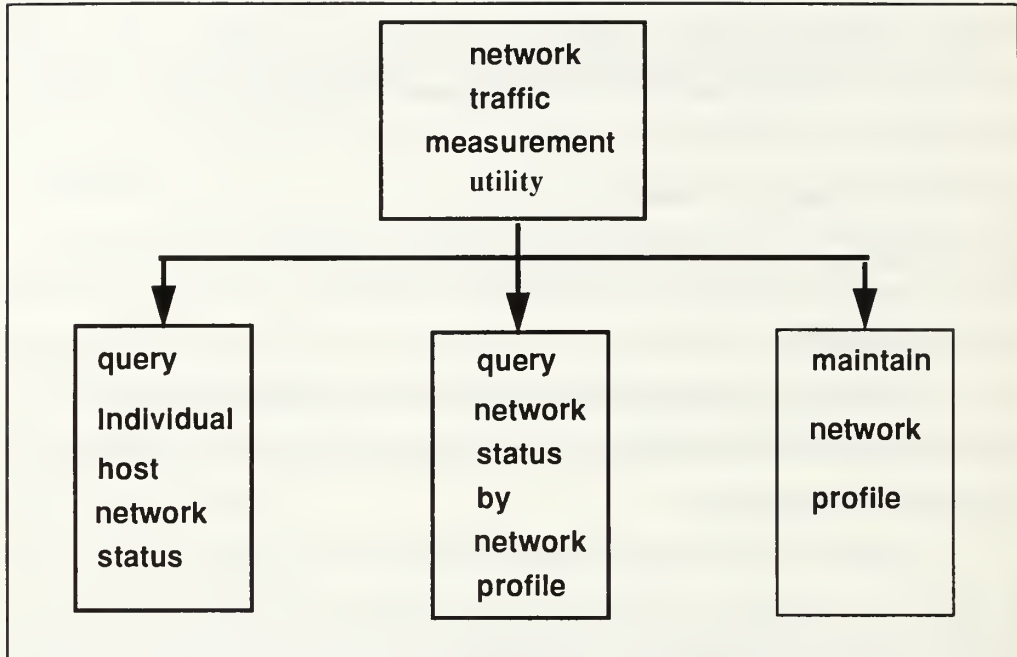 network
traffic
measurement
utility
query
Individual
host
network
status
query
network
status
by
network
profile
maintain
network
profile